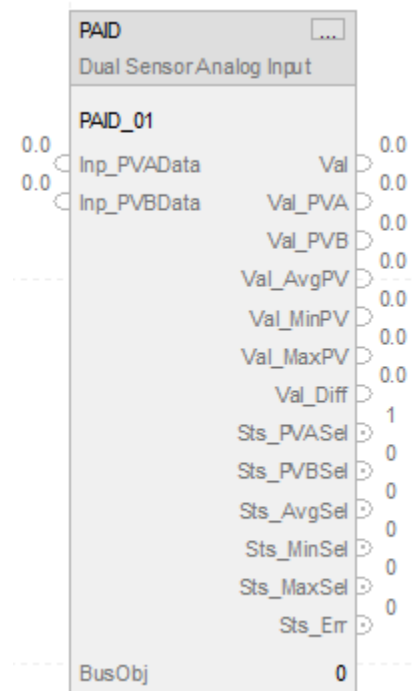 PAID ...
Dual Sensor Analog Input
PAID_01
0.0 Inp_PVAData Val 0.0
0.0 Inp_PVBData Val_PVA 0.0
Val_PVB 0.0
Val_AvgPV 0.0
Val_MinPV 0.0
Val_MaxPV 0.0
Val_Diff 0.0
Sts_PVASel 1
Sts_PVBSel 0
Sts_AvgSel 0
Sts_MinSel 0
Sts_MaxSel 0
Sts_Err 0
BusObj 0